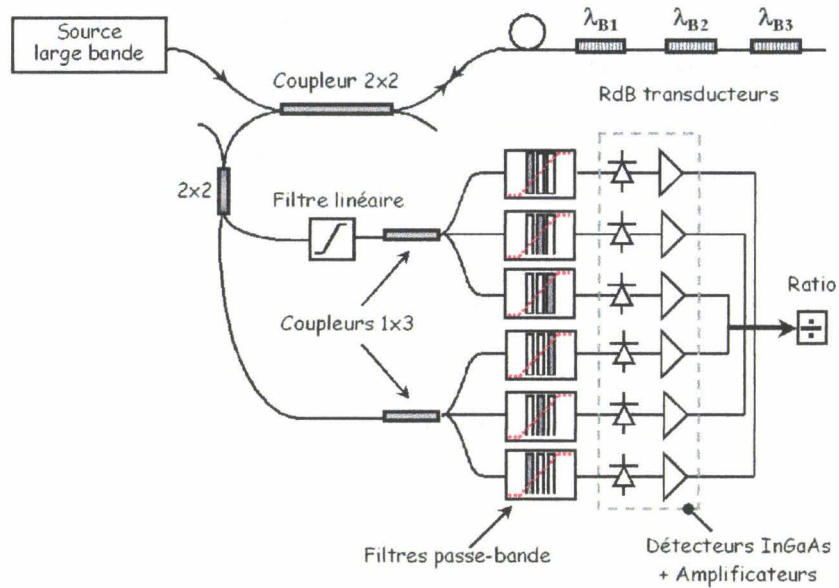 Source
large bande
λB1
λB2
λB3
Coupleur 2x2
RdB transducteurs
2x2
Filtre linéaire
Ratio
÷
Coupleurs 1x3
Filtres passe-bande
Détecteurs InGaAs
+ Amplificateurs